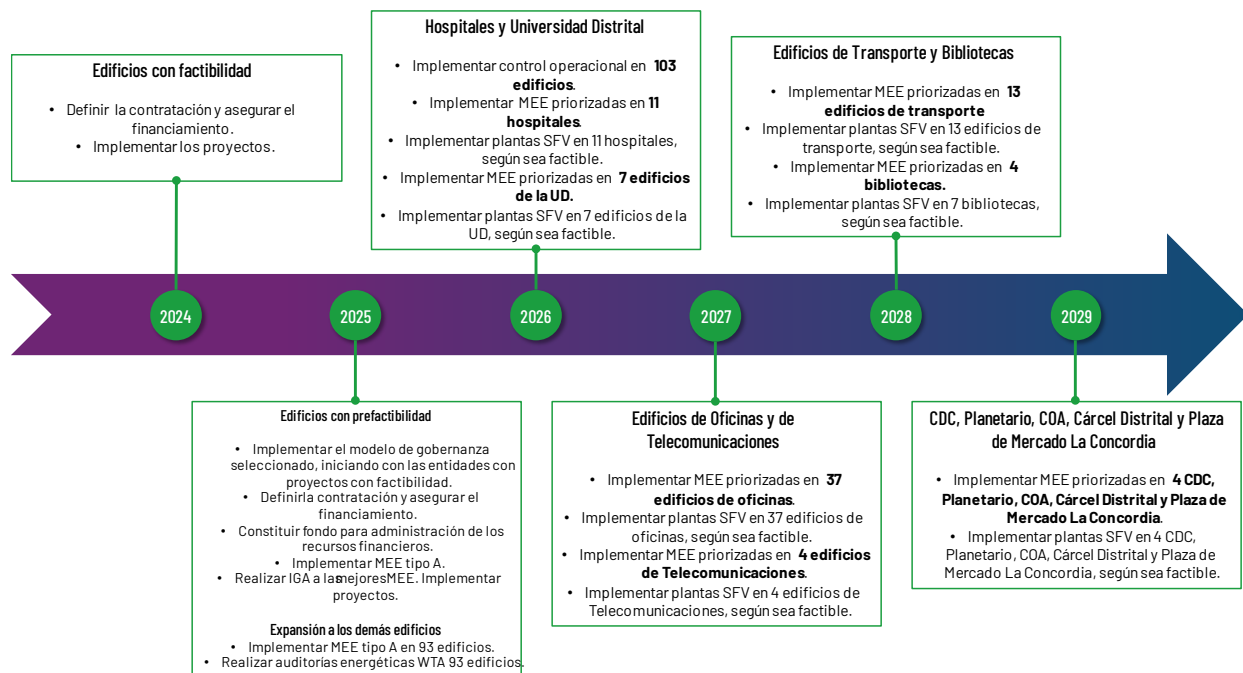 Edificios con factibilidad
• Definir la contratación y asegurar el
financiamiento.
• Implementar los proyectos.
Hospitales y Universidad Distrital
• Implementar control operacional en 103
edificios.
• Implementar MEE priorizadas en 11
hospitales.
• Implementar plantas SFV en 11 hospitales,
según sea factible.
• Implementar MEE priorizadas en 7 edificios
de la UD.
• Implementar plantas SFV en 7 edificios de la
UD, según sea factible.
Edificios de Transporte y Bibliotecas
• Implementar MEE priorizadas en 13
edificios de transporte
• Implementar plantas SFV en 13 edificios de
transporte, según sea factible.
• Implementar MEE priorizadas en 4
bibliotecas.
• Implementar plantas SFV en 7 bibliotecas,
según sea factible.
2024
2025
2026
2027
2028
2029
Edificios con prefactibilidad
• Implementar el modelo de gobernanza
seleccionado, iniciando con las entidades con
proyectos con factibilidad.
• Definirla contratación y asegurar el
financiamiento.
• Constituir fondo para administración de los
recursos financieros.
• Implementar MEE tipo A.
• Realizar IGA a las mejores MEE. Implementar
proyectos.
Expansión a los demás edificios
• Implementar MEE tipo A en 93 edificios.
• Realizar auditorías energéticas WTA 93 edificios.
Edificios de Oficinas y de
Telecomunicaciones
• Implementar MEE priorizadas en 37
edificios de oficinas.
• Implementar plantas SFV en 37 edificios de
oficinas, según sea factible.
• Implementar MEE priorizadas en 4 edificios
de Telecomunicaciones.
• Implementar plantas SFV en 4 edificios de
Telecomunicaciones, según sea factible.
CDC, Planetario, COA, Cárcel Distrital y Plaza
de Mercado La Concordia
• Implementar MEE priorizadas en 4 CDC,
Planetario, COA, Cárcel Distrital y Plaza de
Mercado La Concordia.
• Implementar plantas SFV en 4 CDC,
Planetario, COA, Cárcel Distrital y Plaza de
Mercado La Concordia, según sea factible.